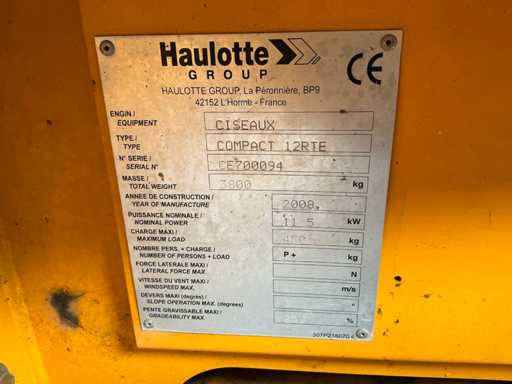 Haulotte
GROUP
CE
HAULOTTE GROUP, La Péronnière, BP9
42152 L'Horme - France
ENGIN / EQUIPMENT CISEAUX
TYPE / TYPE COMPACT 12RTE
N° SERIE / SERIAL N° CE700094
MASSE / TOTAL WEIGHT 3800 kg
ANNEE DE CONSTRUCTION / YEAR OF MANUFACTURE 2008
PUISSANCE NOMINALE / NOMINAL POWER 11.5 kW
CHARGE MAXI / MAXIMUM LOAD kg
NOMBRE PERS. + CHARGE / NUMBER OF PERSONS + LOAD P + kg
FORCE LATERALE MAXI / LATERAL FORCE MAX. N
VITESSE DU VENT MAXI / WINDSPEED MAX. m/s
DEVERS MAXI (degrés) / SLOPE OPERATION MAX. (degrees) °
PENTE GRAVISSABLE MAXI / GRADEABILITY MAX. %